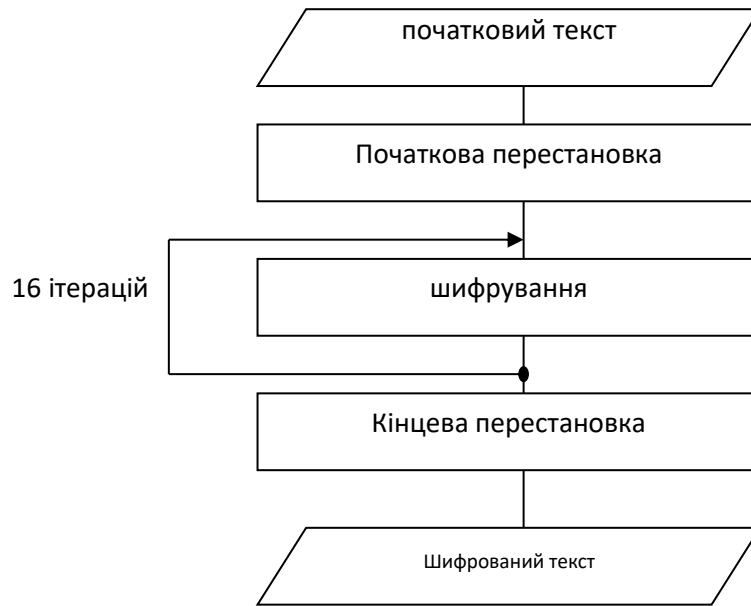 початковий текст
Початкова перестановка
16 ітерацій
шифрування
Кінцева перестановка
Шифрований текст